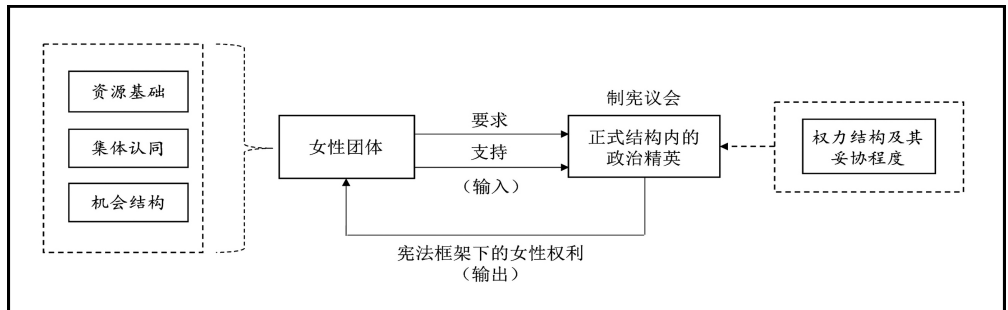 资源基础
集体认同
机会结构
女性团体
要求
支持
（输入）
制宪议会
正式结构内的
政治精英
权力结构及其
妥协程度
宪法框架下的女性权利
（输出）